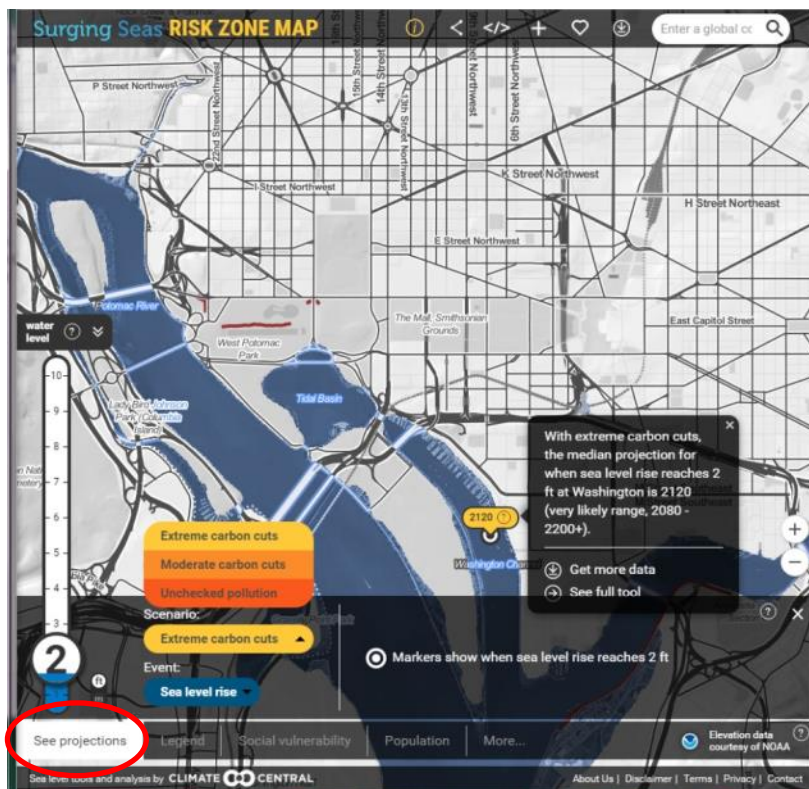 Surging Seas RISK ZONE MAP
</>
Enter a global cc
P Street Northwest
18th Street
15th Street
14th Street
13th Street Northwest
9th Street Northwest
6th Street Northwest
22nd Street Northwest
K Street Northwest
I Street Northwest
H Street Northeast
E Street Northwest
Potomac River
The Mall, Smithsonian
Grounds
East Capitol Street
West Potomac
Park
water
level
?
10
9
8
7
6
5
4
3
2
ft
m
Lady Bird Johnson
Park (Columbia
Island)
Tidal Basin
Washington Channel
2120 ?
With extreme carbon cuts,
the median projection for
when sea level rise reaches 2
ft at Washington is 2120
(very likely range, 2080 -
2200+).
Get more data
See full tool
Extreme carbon cuts
Moderate carbon cuts
Unchecked pollution
Scenario:
Extreme carbon cuts
Event:
Sea level rise
Markers show when sea level rise reaches 2 ft
See projections
Legend
Social vulnerability
Population
More...
Elevation data
courtesy of NOAA
Sea level tools and analysis by CLIMATE CENTRAL
About Us | Disclaimer | Terms | Privacy | Contact